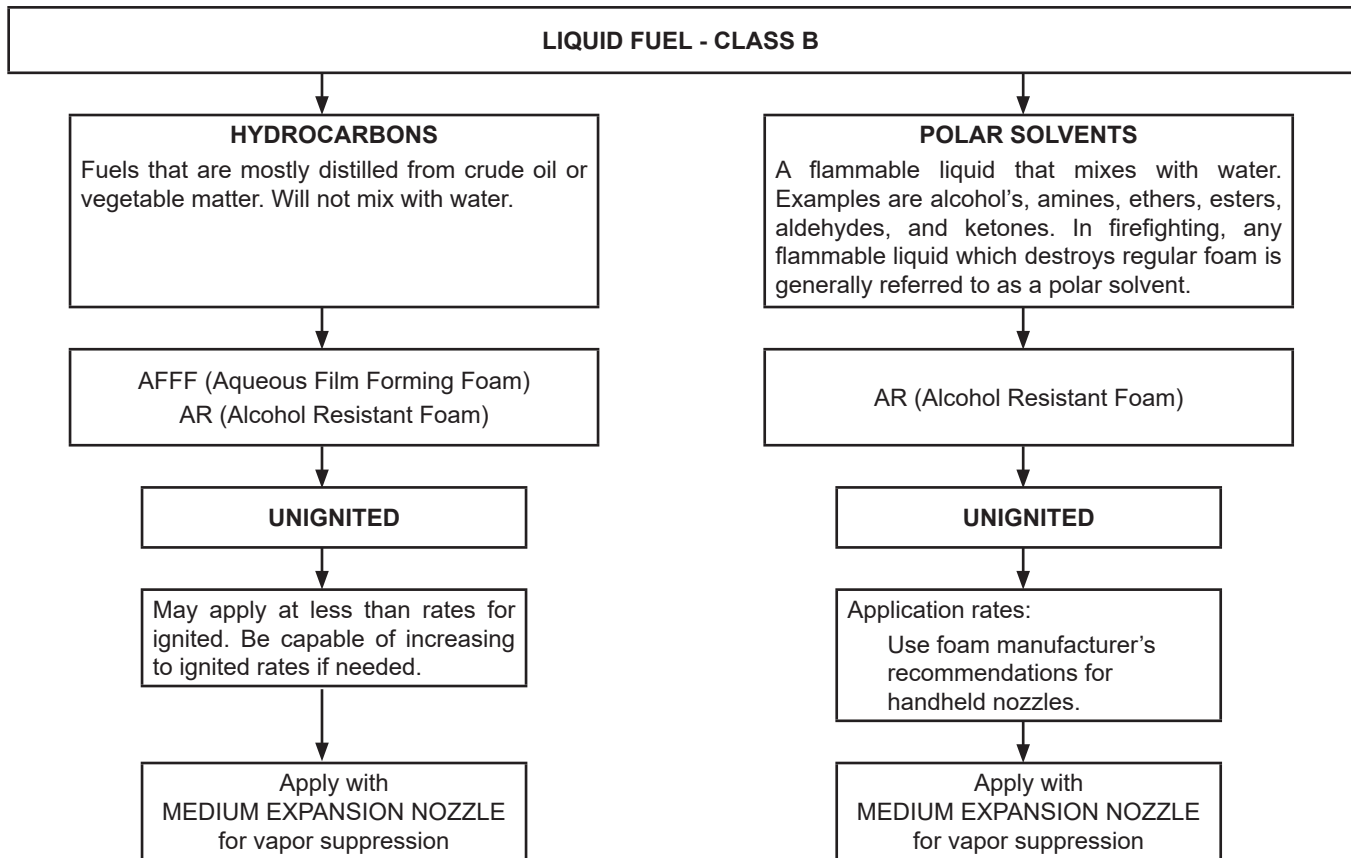 LIQUID FUEL - CLASS B
HYDROCARBONS
Fuels that are mostly distilled from crude oil or
vegetable matter. Will not mix with water.
POLAR SOLVENTS
A flammable liquid that mixes with water.
Examples are alcohol's, amines, ethers, esters,
aldehydes, and ketones. In firefighting, any
flammable liquid which destroys regular foam is
generally referred to as a polar solvent.
AFFF (Aqueous Film Forming Foam)
AR (Alcohol Resistant Foam)
AR (Alcohol Resistant Foam)
UNIGNITED
UNIGNITED
May apply at less than rates for
ignited. Be capable of increasing
to ignited rates if needed.
Application rates:
Use foam manufacturer's
recommendations for
handheld nozzles.
Apply with
MEDIUM EXPANSION NOZZLE
for vapor suppression
Apply with
MEDIUM EXPANSION NOZZLE
for vapor suppression